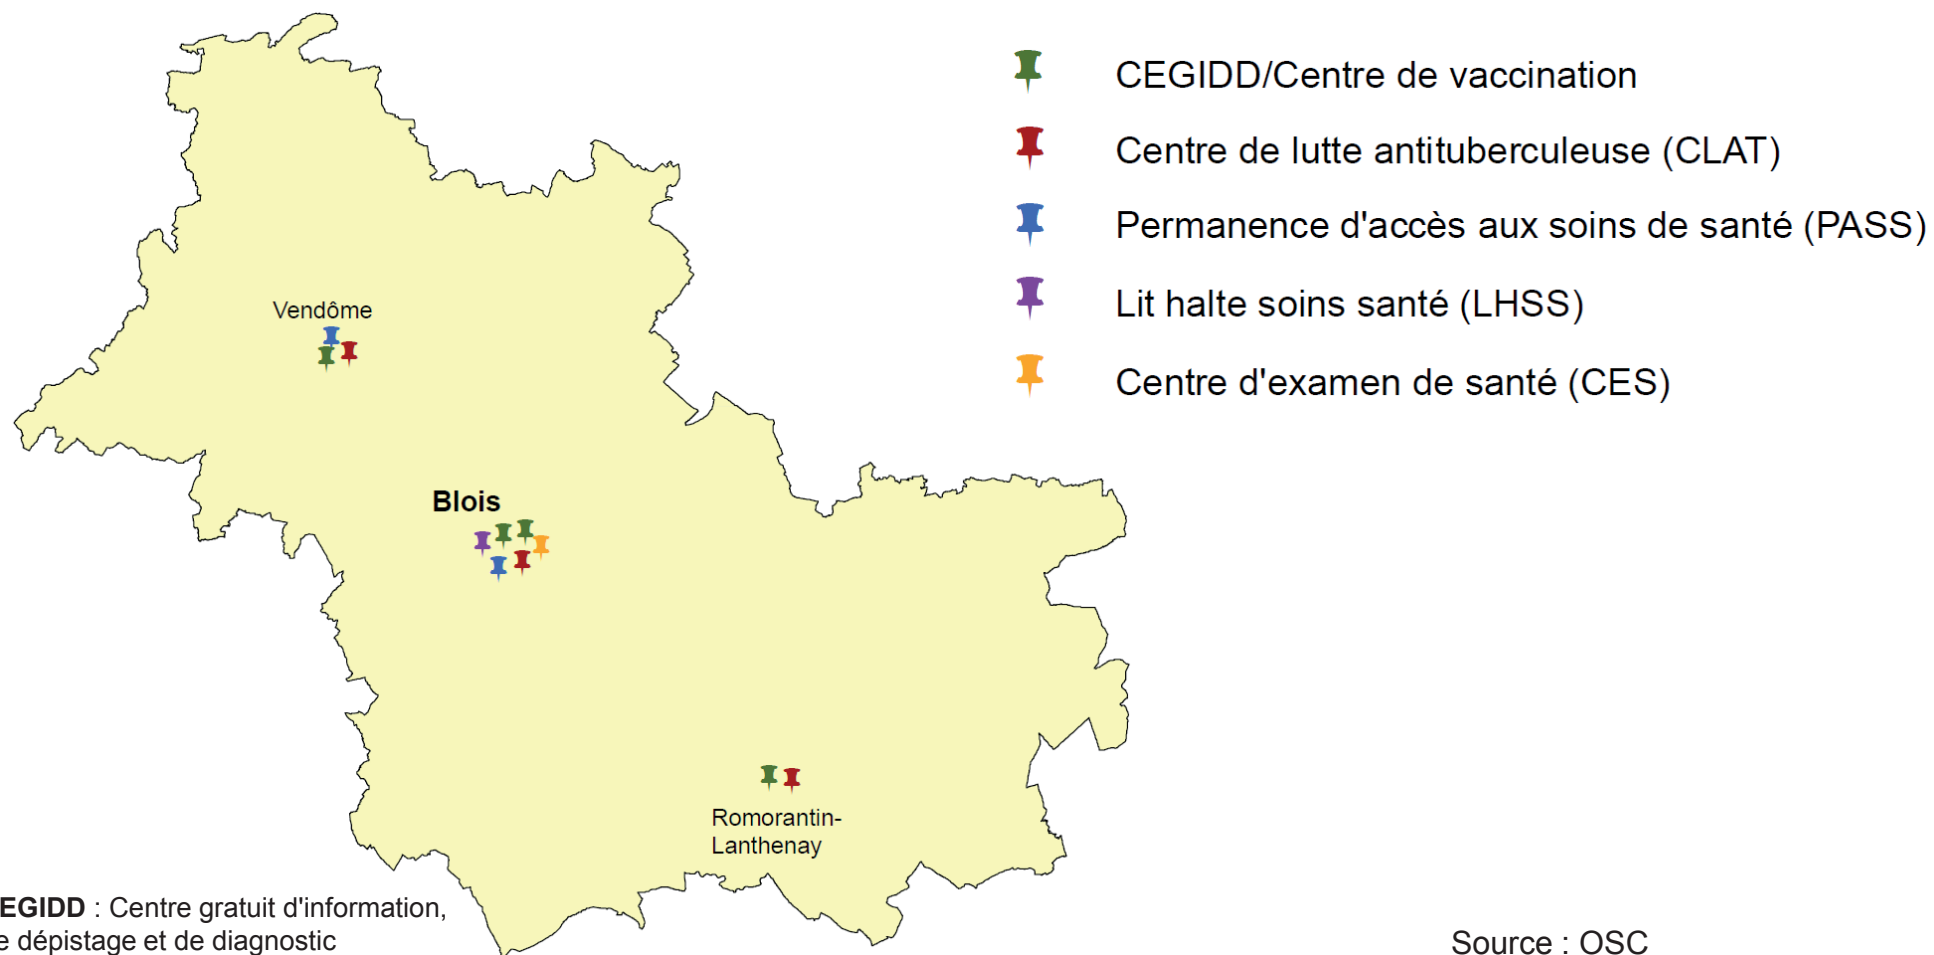 CEGIDD/Centre de vaccination
Centre de lutte antituberculeuse (CLAT)
Permanence d'accès aux soins de santé (PASS)
Lit halte soins santé (LHSS)
Centre d'examen de santé (CES)
Vendôme
Blois
Romorantin-
Lanthenay
EGIDD : Centre gratuit d'information,
e dépistage et de diagnostic
Source : OSC